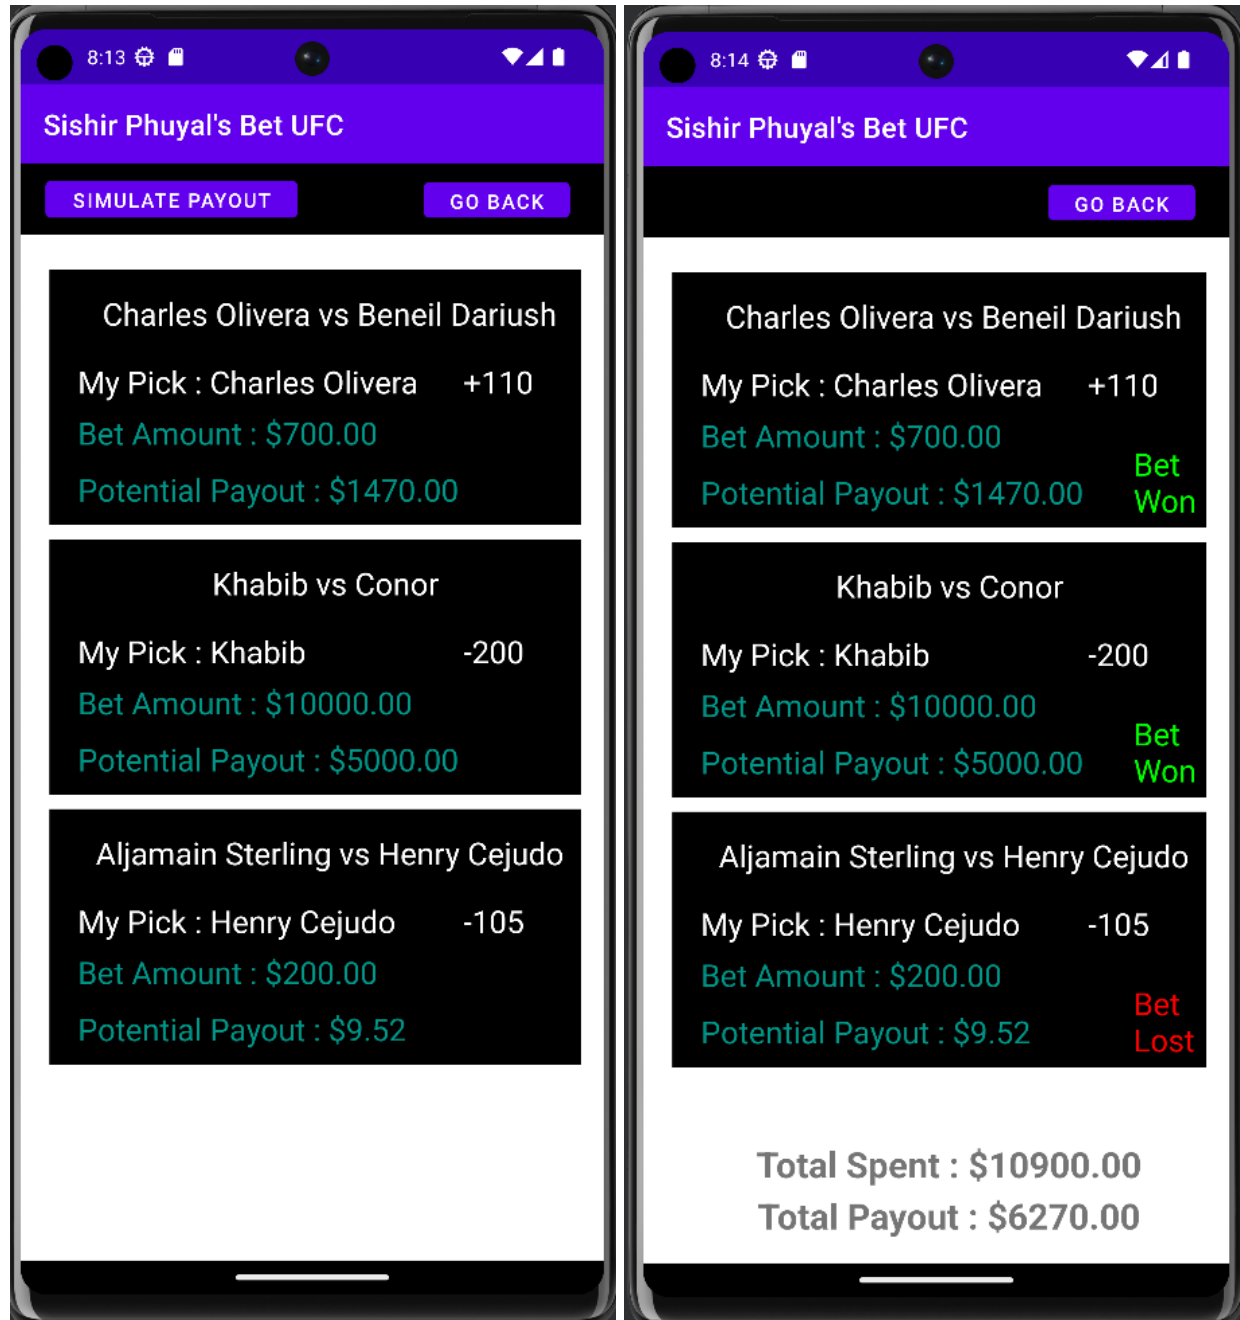 8:13
Sishir Phuyal's Bet UFC
SIMULATE PAYOUT GO BACK
Charles Olivera vs Beneil Dariush
My Pick : Charles Olivera +110
Bet Amount : $700.00
Potential Payout : $1470.00
Khabib vs Conor
My Pick : Khabib -200
Bet Amount : $10000.00
Potential Payout : $5000.00
Aljamain Sterling vs Henry Cejudo
My Pick : Henry Cejudo -105
Bet Amount : $200.00
Potential Payout : $9.52
8:14
Sishir Phuyal's Bet UFC
GO BACK
Charles Olivera vs Beneil Dariush
My Pick : Charles Olivera +110
Bet Amount : $700.00
Potential Payout : $1470.00
Bet
Won
Khabib vs Conor
My Pick : Khabib -200
Bet Amount : $10000.00
Potential Payout : $5000.00
Bet
Won
Aljamain Sterling vs Henry Cejudo
My Pick : Henry Cejudo -105
Bet Amount : $200.00
Potential Payout : $9.52
Bet
Lost
Total Spent : $10900.00
Total Payout : $6270.00